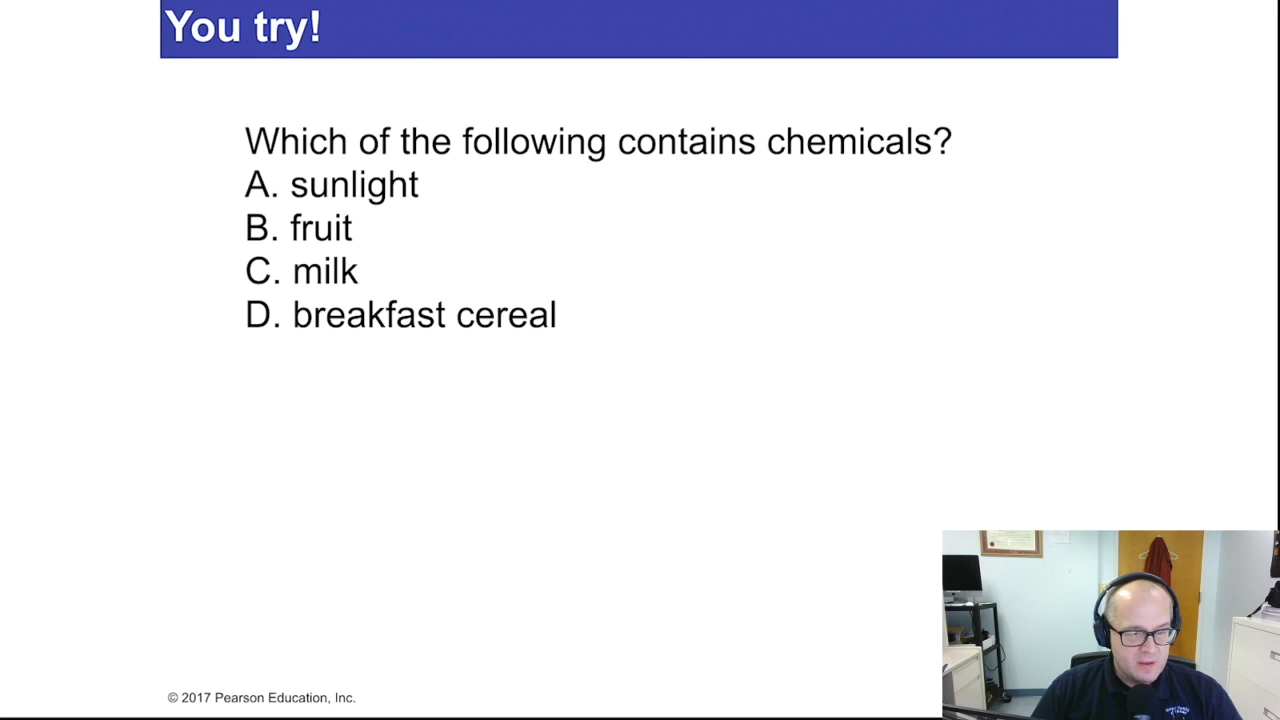 You try!
Which of the following contains chemicals?
A. sunlight
B. fruit
C. milk
D. breakfast cereal
© 2017 Pearson Education, Inc.